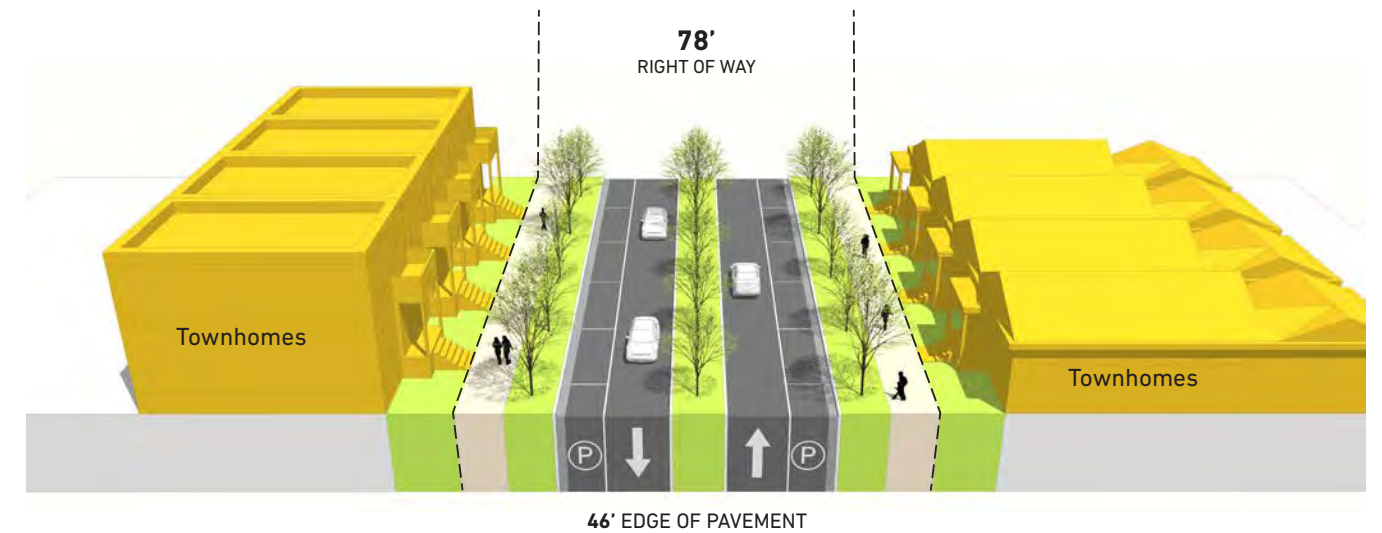 78’
RIGHT OF WAY
Townhomes
Townhomes
P
P
46’ EDGE OF PAVEMENT